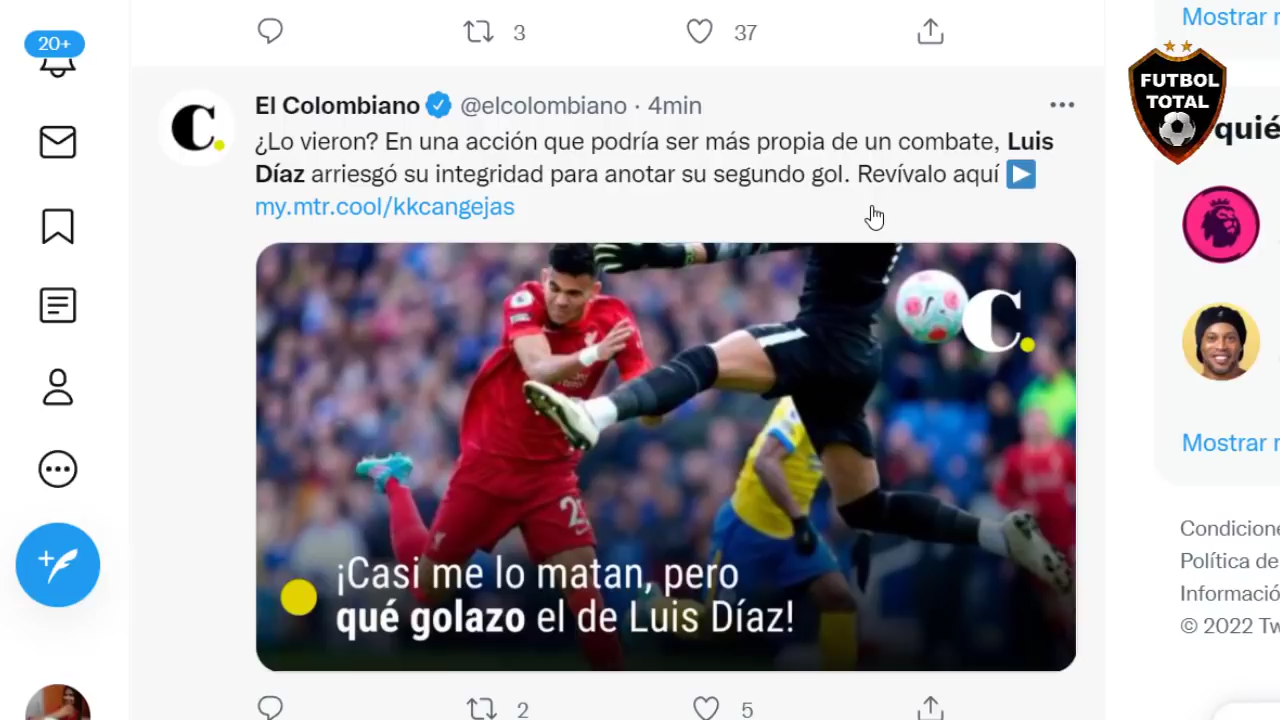 3
37
Mostrar
20+
FUTBOL
TOTAL
quié
El Colombiano @elcolombiano · 4min
¿Lo vieron? En una acción que podría ser más propia de un combate, Luis
Díaz arriesgó su integridad para anotar su segundo gol. Revívalo aquí
my.mtr.cool/kkcangejas
C.
C.
¡Casi me lo matan, pero
qué golazo el de Luis Díaz!
2
5
Mostrar
Condicione
Política de
Informació
© 2022 Tw